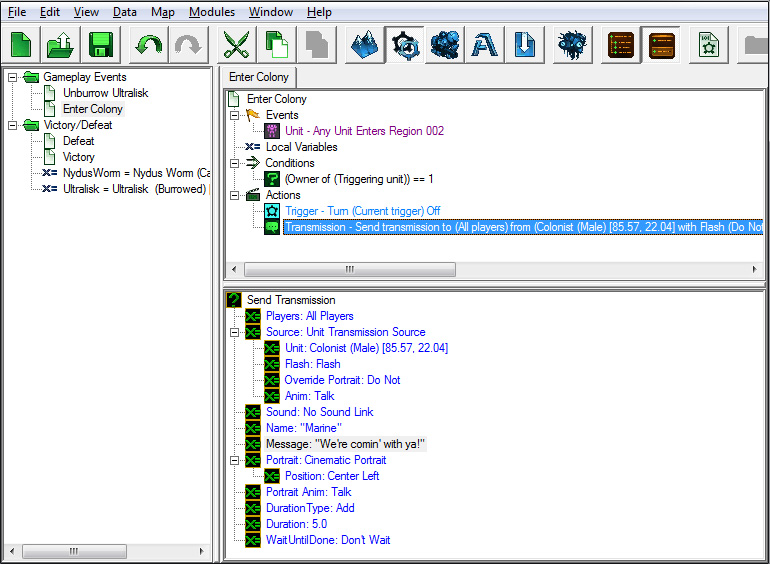 File Edit View Data Map Modules Window Help
Gameplay Events
Unburrow Ultralisk
Enter Colony
Victory/Defeat
Defeat
Victory
NydusWorm = Nydus Worm (Ca
Ultralisk = Ultralisk (Burrowed)
Enter Colony
Enter Colony
Events
Unit - Any Unit Enters Region 002
Local Variables
Conditions
(Owner of (Triggering unit)) == 1
Actions
Trigger - Turn (Current trigger) Off
Transmission - Send transmission to (All players) from (Colonist (Male) [85.57, 22.04] with Flash (Do Not
Send Transmission
Players: All Players
Source: Unit Transmission Source
Unit: Colonist (Male) [85.57, 22.04]
Flash: Flash
Override Portrait: Do Not
Anim: Talk
Sound: No Sound Link
Name: "Marine"
Message: "We're comin' with ya!"
Portrait: Cinematic Portrait
Position: Center Left
Portrait Anim: Talk
DurationType: Add
Duration: 5.0
WaitUntilDone: Don't Wait